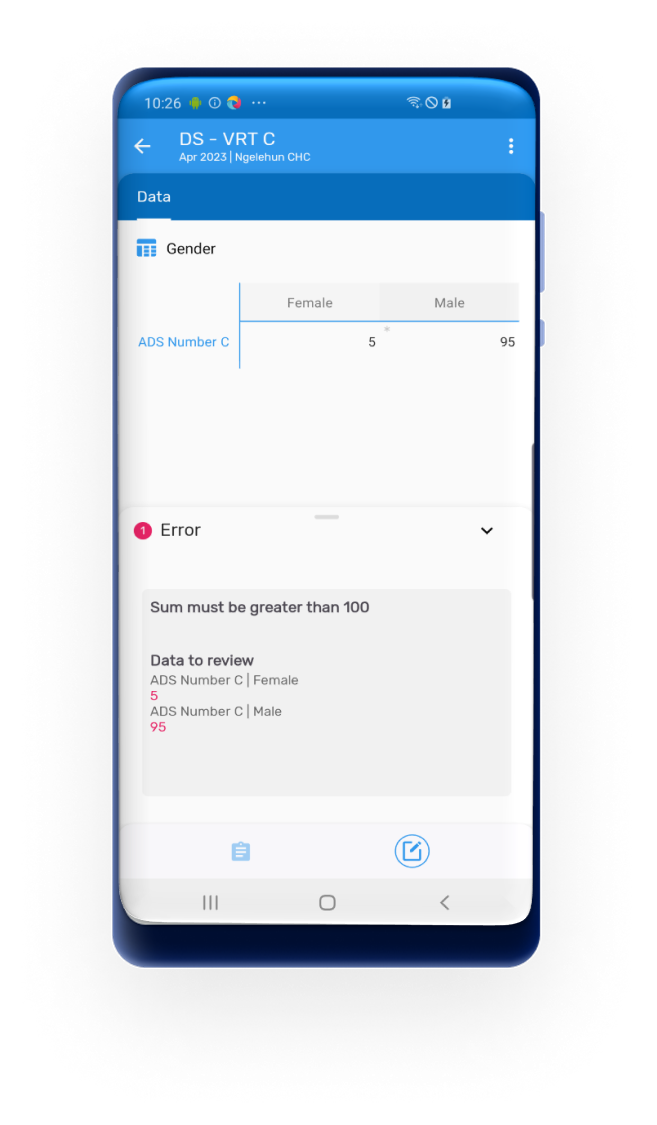 10:26
DS - VRT C
Apr 2023 | Ngelehun CHC
Data
Gender
Female Male
ADS Number C 5 95
1 Error
Sum must be greater than 100
Data to review
ADS Number C | Female
5
ADS Number C | Male
95